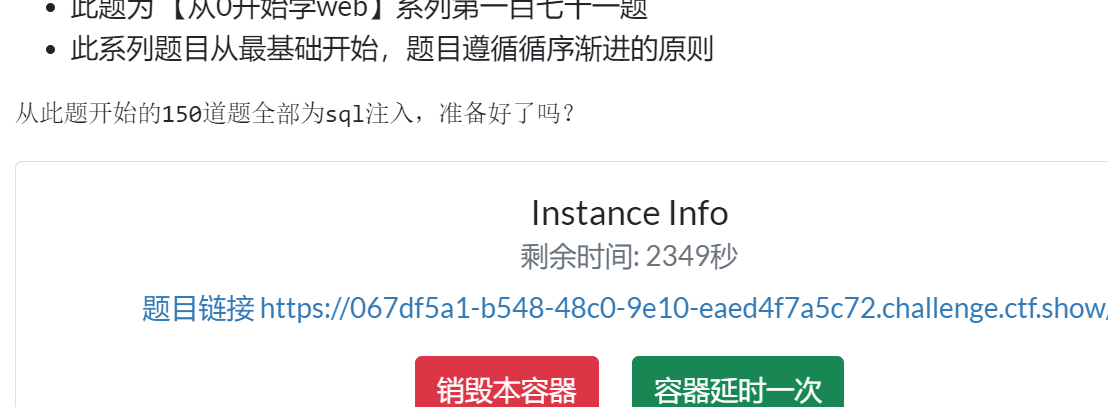 此题为 【从0开始学web】系列第一百七十一题
此系列题目从最基础开始，题目遵循循序渐进的原则
从此题开始的150道题全部为sql注入，准备好了吗？
Instance Info
剩余时间: 2349秒
题目链接 https://067df5a1-b548-48c0-9e10-eaed4f7a5c72.challenge.ctf.show/
销毁本容器 容器延时一次